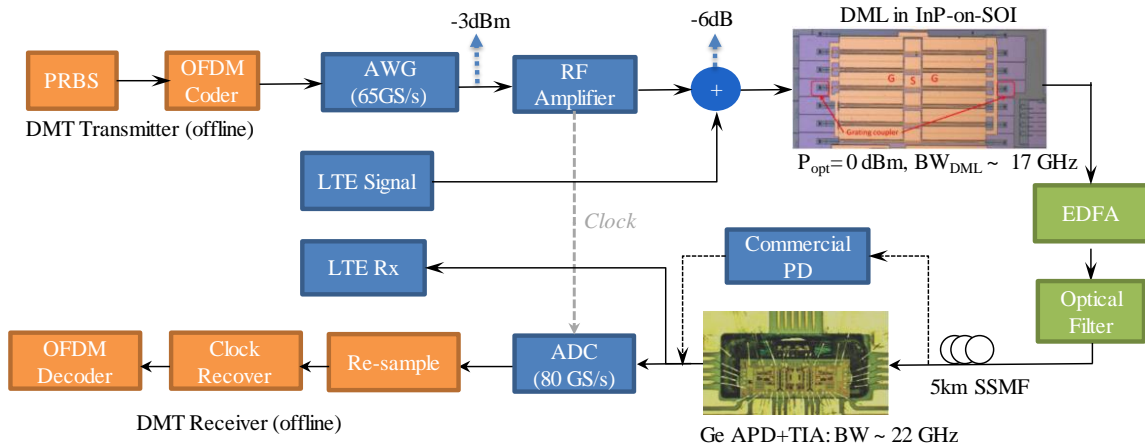 -3dBm
-6dB
DML in InP-on-SOI
PRBS
OFDM
Coder
AWG
(65GS/s)
RF
Amplifier
+
G S G
Grating coupler
DMT Transmitter (offline)
P_opt= 0 dBm, BW_DML ~ 17 GHz
LTE Signal
Clock
EDFA
LTE Rx
Commercial
PD
Optical
Filter
OFDM
Decoder
Clock
Recover
Re-sample
ADC
(80 GS/s)
5km SSMF
DMT Receiver (offline)
Ge APD+TIA: BW ~ 22 GHz